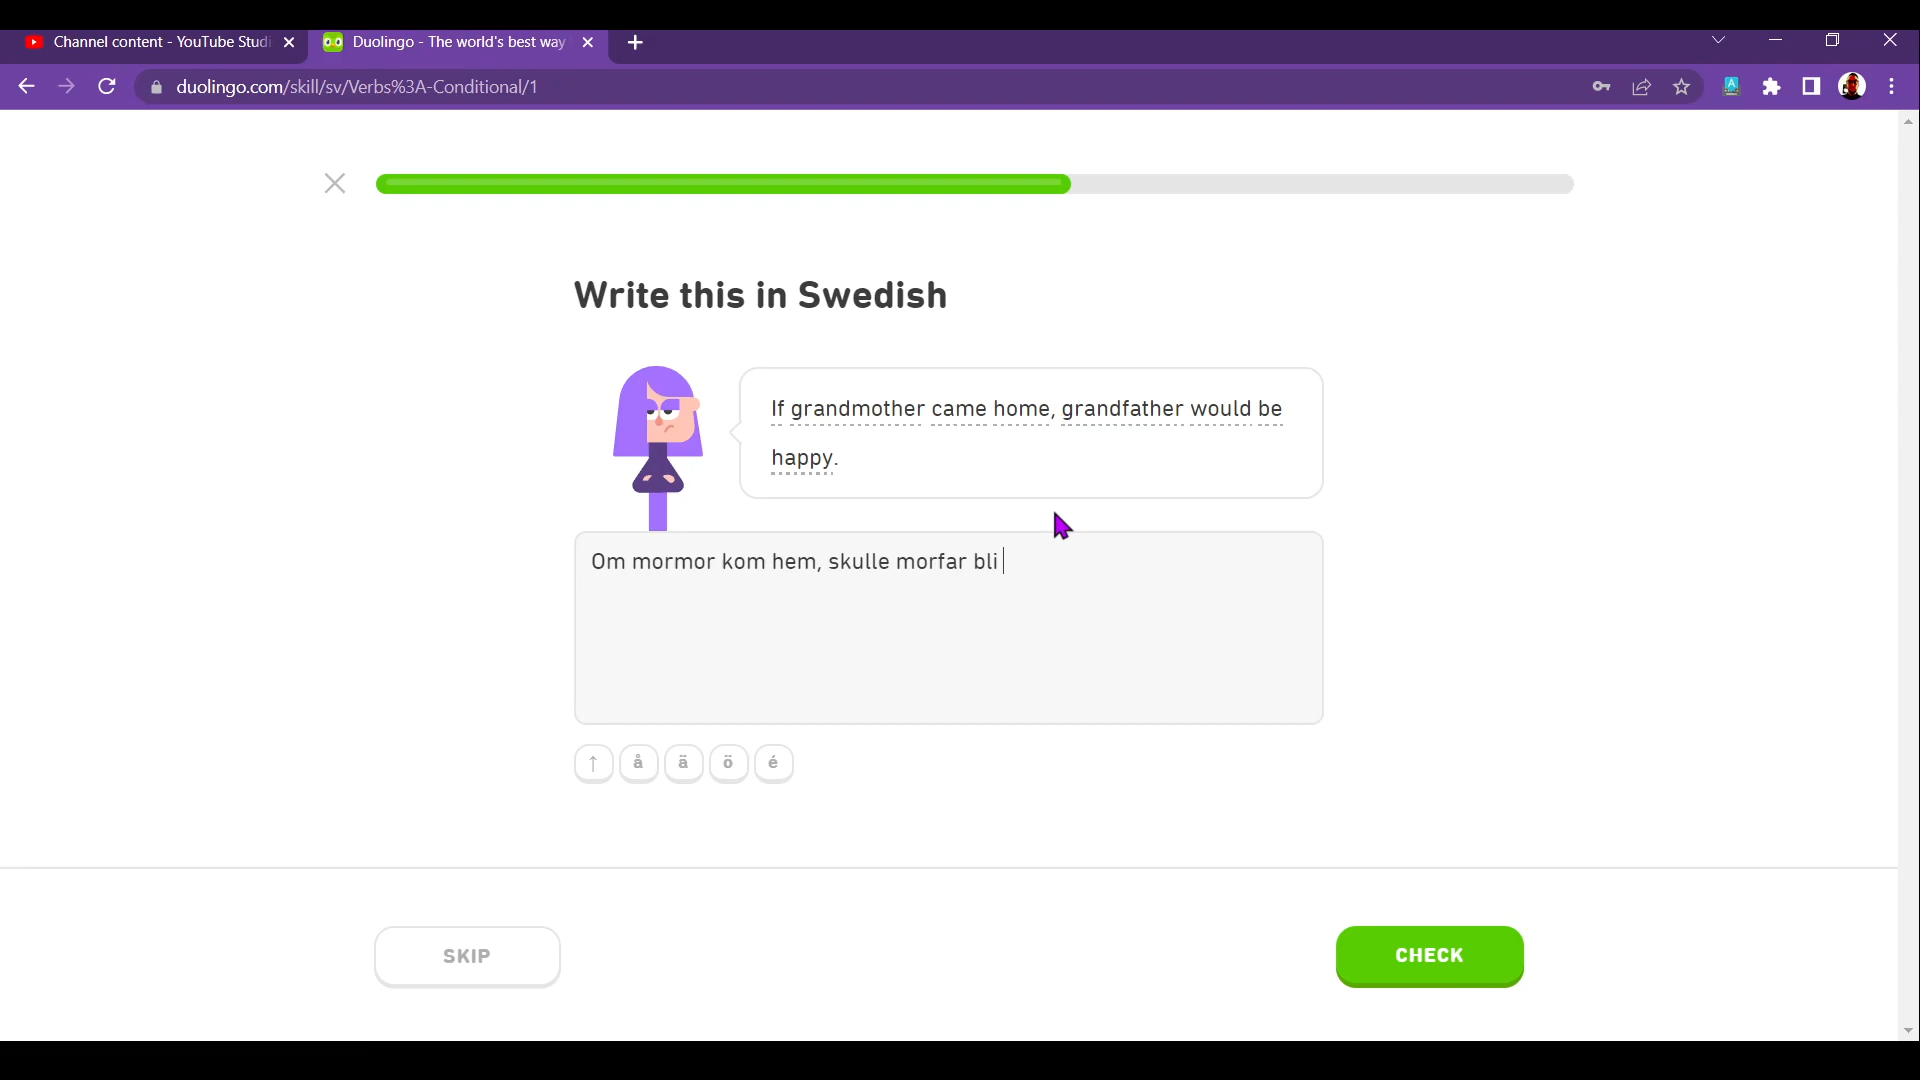 Channel content - YouTube Studi
Duolingo - The world's best way
duolingo.com/skill/sv/Verbs%3A-Conditional/1
Write this in Swedish
If grandmother came home, grandfather would be
happy.
Om mormor kom hem, skulle morfar bli
↑ å ä ö é
SKIP
CHECK